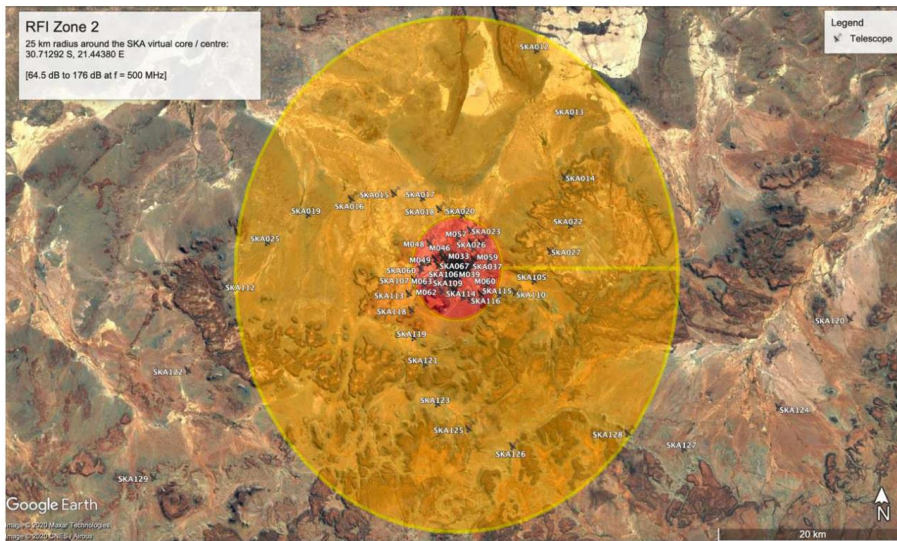 RFI Zone 2
25 km radius around the SKA virtual core / centre:
30.71292 S, 21.44380 E
[64.5 dB to 176 dB at f = 500 MHz]
Legend
Telescope
SKA012
SKA013
SKA014
SKA015
SKA017
SKA016
SKA018
SKA020
SKA019
SKA022
SKA023
M052
SKA025
M048
M046
SKA026
SKA027
M033
M059
M049
SKA067
SKA037
SKA060
SKA106
M039
SKA105
SKA107
M063
SKA109
M060
SKA112
M062
SKA114
SKA115
SKA110
SKA113
SKA116
SKA118
SKA120
SKA119
SKA121
SKA122
SKA123
SKA124
SKA125
SKA128
SKA127
SKA126
SKA129
Google Earth
Image © 2020 Maxar Technologies
Image © 2020 CNES / Airbus
N
20 km